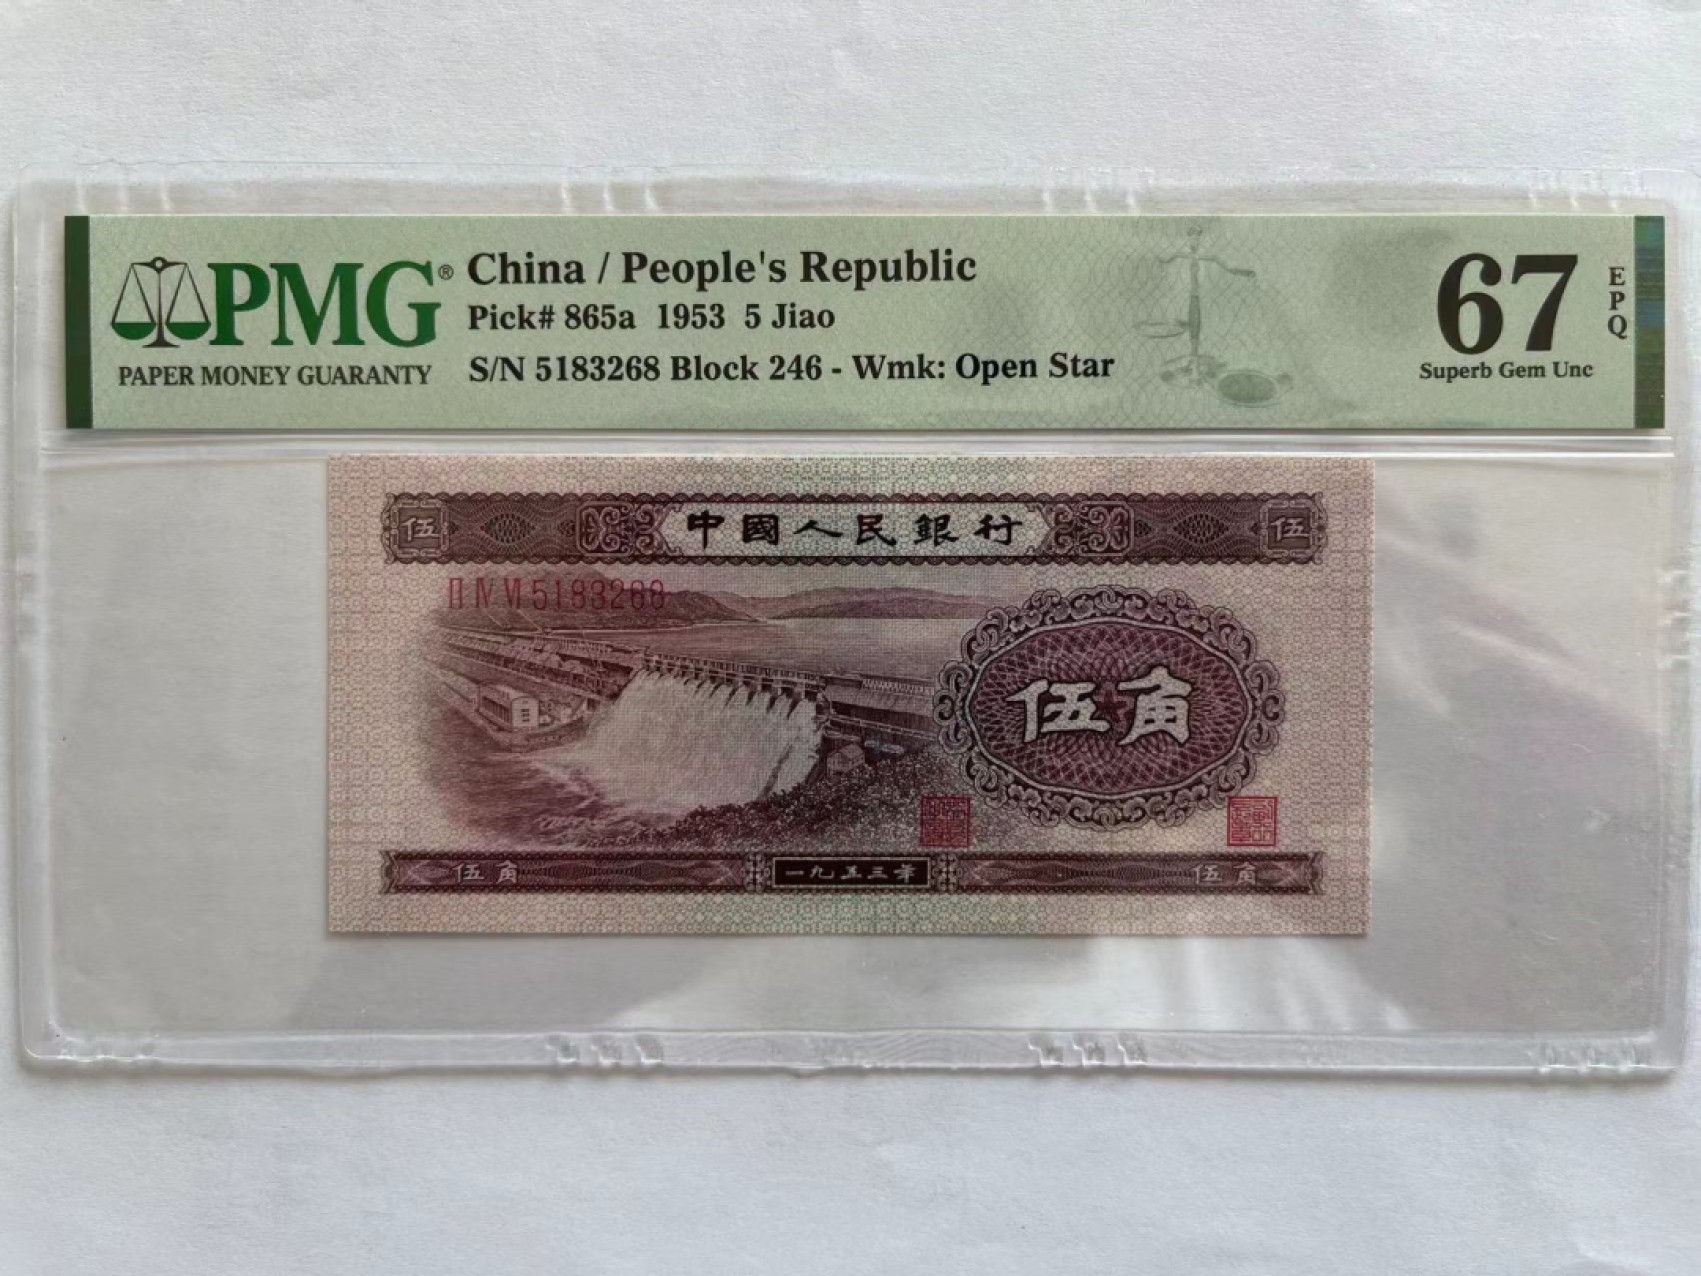 PMG®
PAPER MONEY GUARANTY
China / People's Republic
Pick# 865a 1953 5 Jiao
S/N 5183268 Block 246 - Wmk: Open Star
67
EPQ
Superb Gem Unc
伍 中國人民銀行 伍
II IV VI 5183268
伍角
伍角 一九五三年 伍角